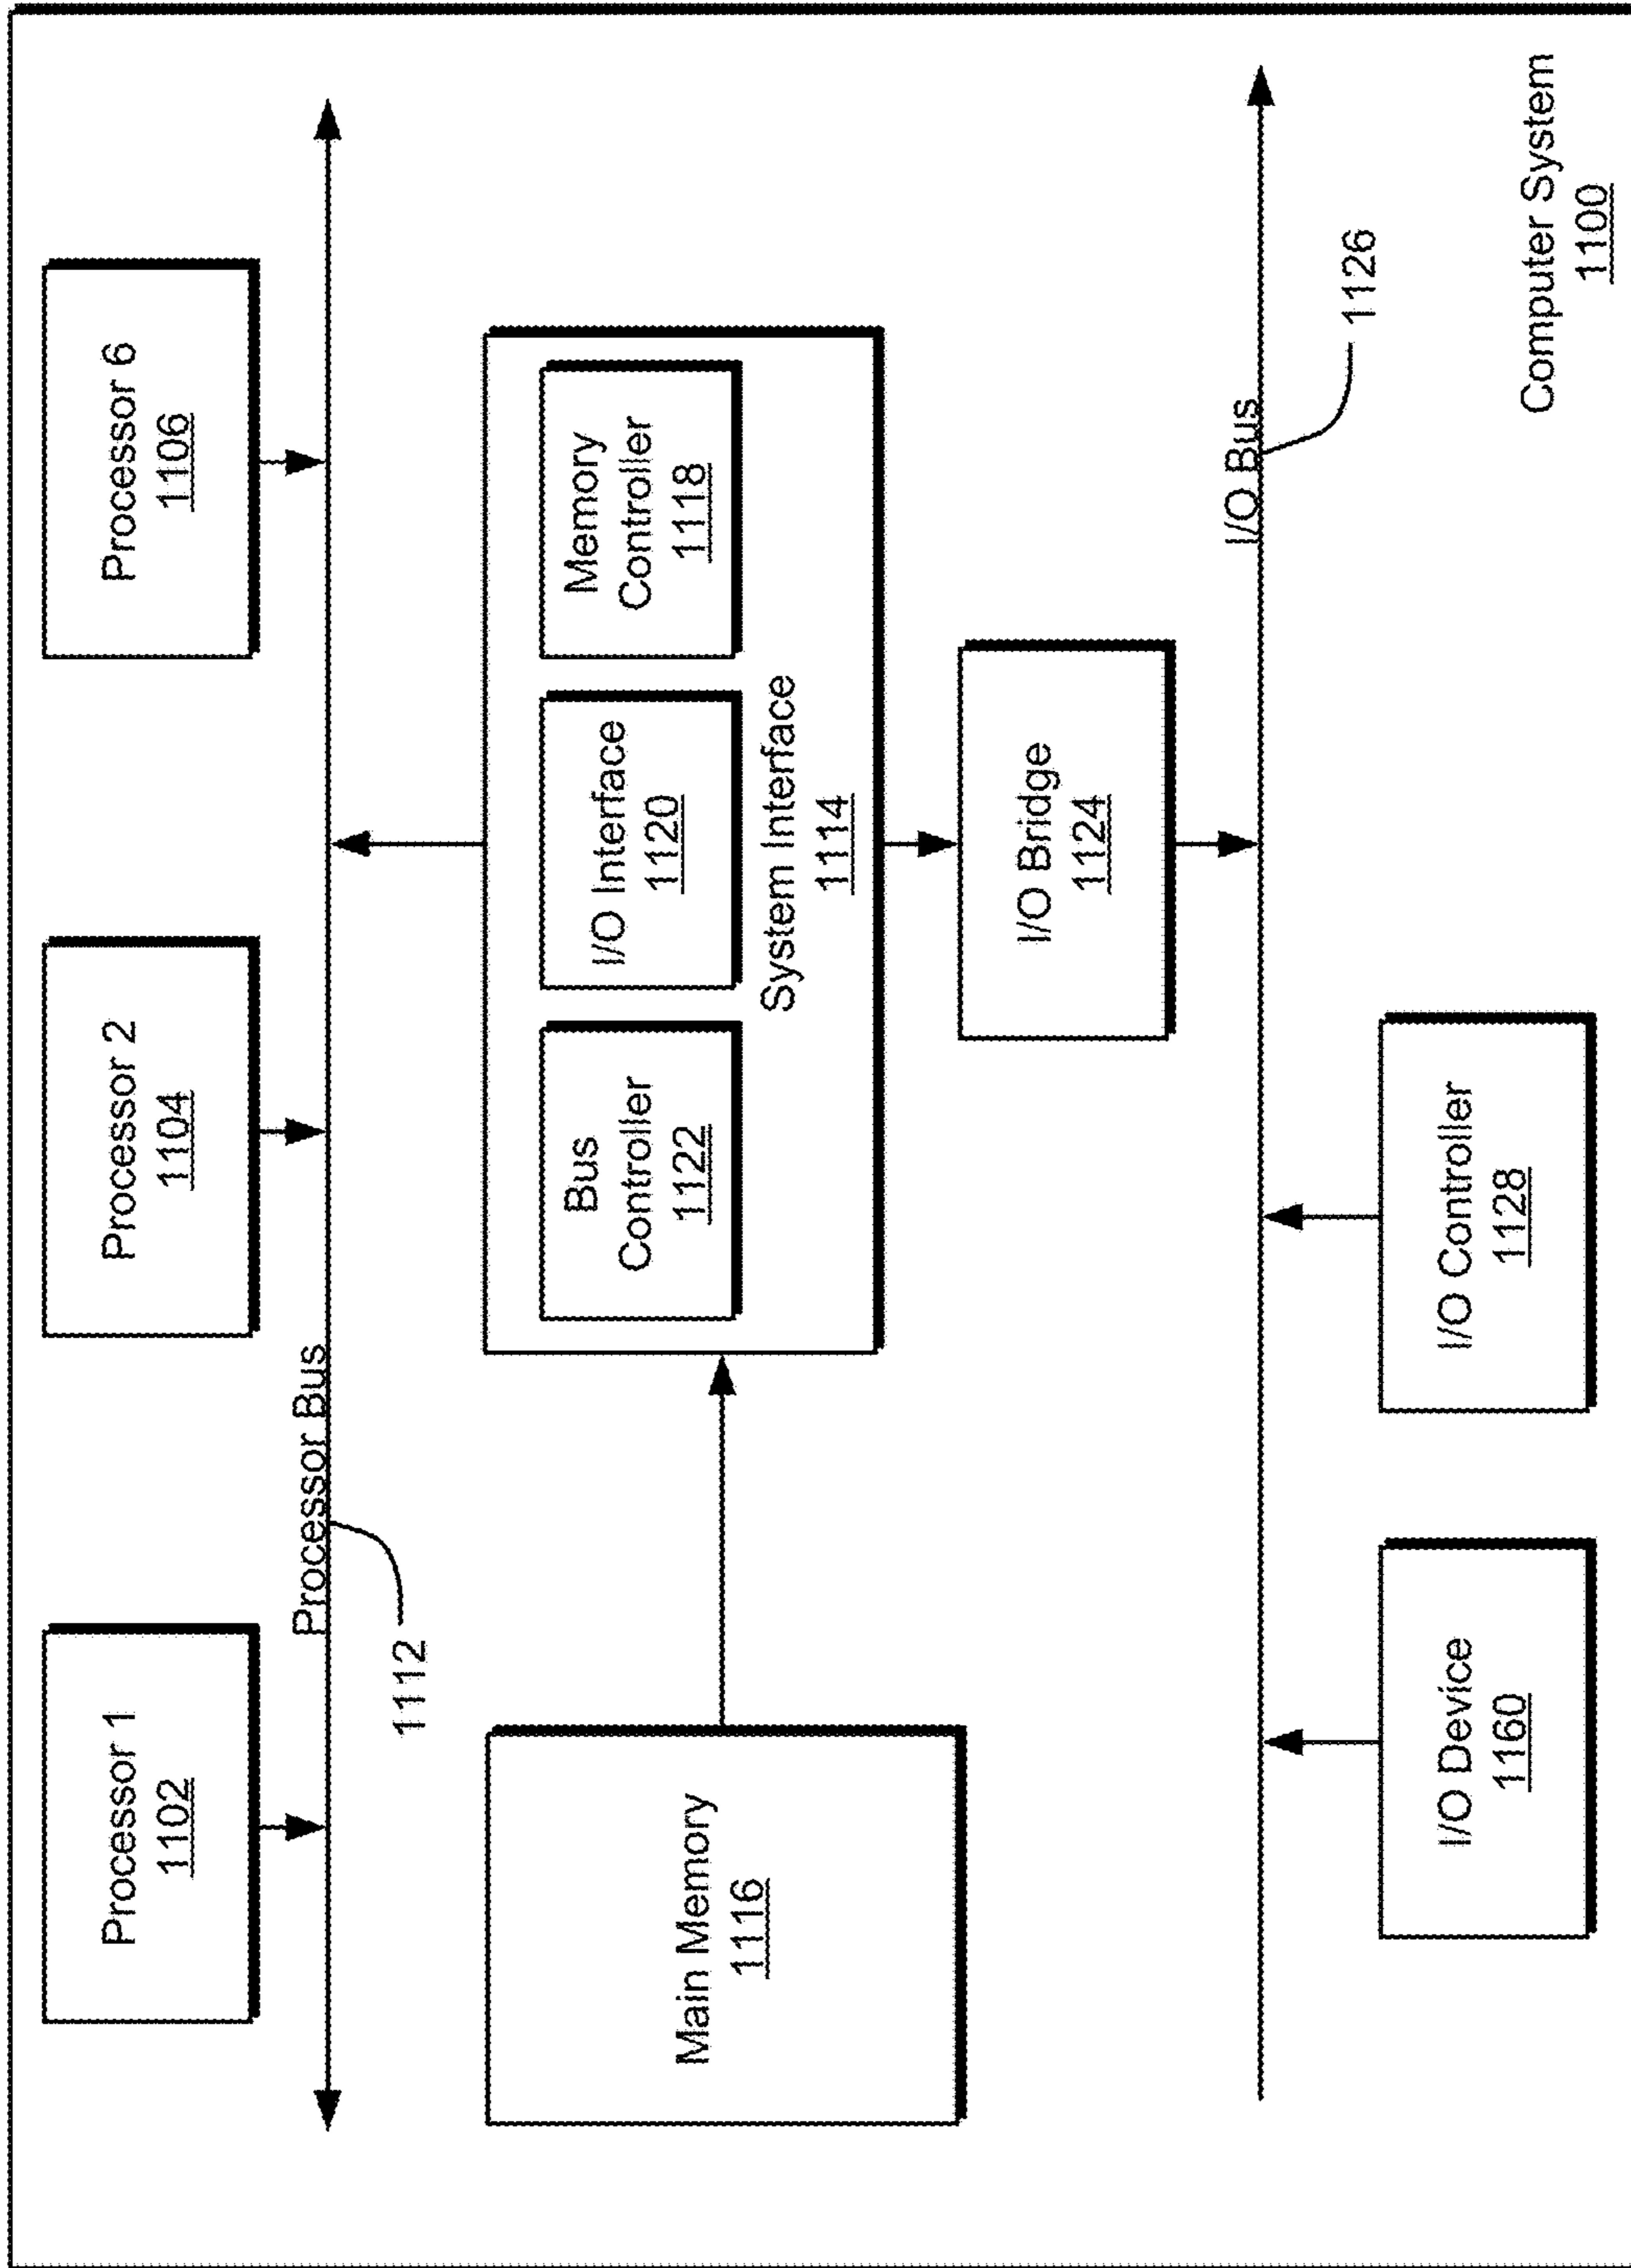 Processor 1
1102
Processor 2
1104
Processor 6
1106
Processor Bus
1112
Main Memory
1116
Bus
Controller
1122
I/O Interface
1120
Memory
Controller
1118
System Interface
1114
I/O Bridge
1124
I/O Bus
1126
I/O Device
1160
I/O Controller
1128
Computer System
1100